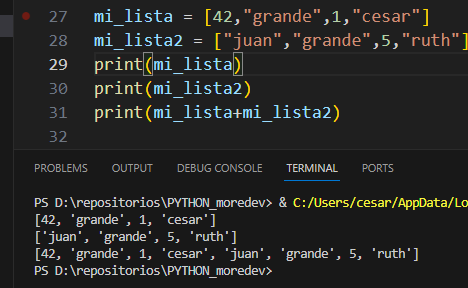 27 mi_lista = [42,"grande",1,"cesar"]
28 mi_lista2 = ["juan","grande",5,"ruth"]
29 print(mi_lista)
30 print(mi_lista2)
31 print(mi_lista+mi_lista2)
32
PROBLEMS OUTPUT DEBUG CONSOLE TERMINAL PORTS
PS D:\repositorios\PYTHON_moredev> & C:/Users/cesar/AppData/Lo
[42, 'grande', 1, 'cesar']
['juan', 'grande', 5, 'ruth']
[42, 'grande', 1, 'cesar', 'juan', 'grande', 5, 'ruth']
PS D:\repositorios\PYTHON_moredev>